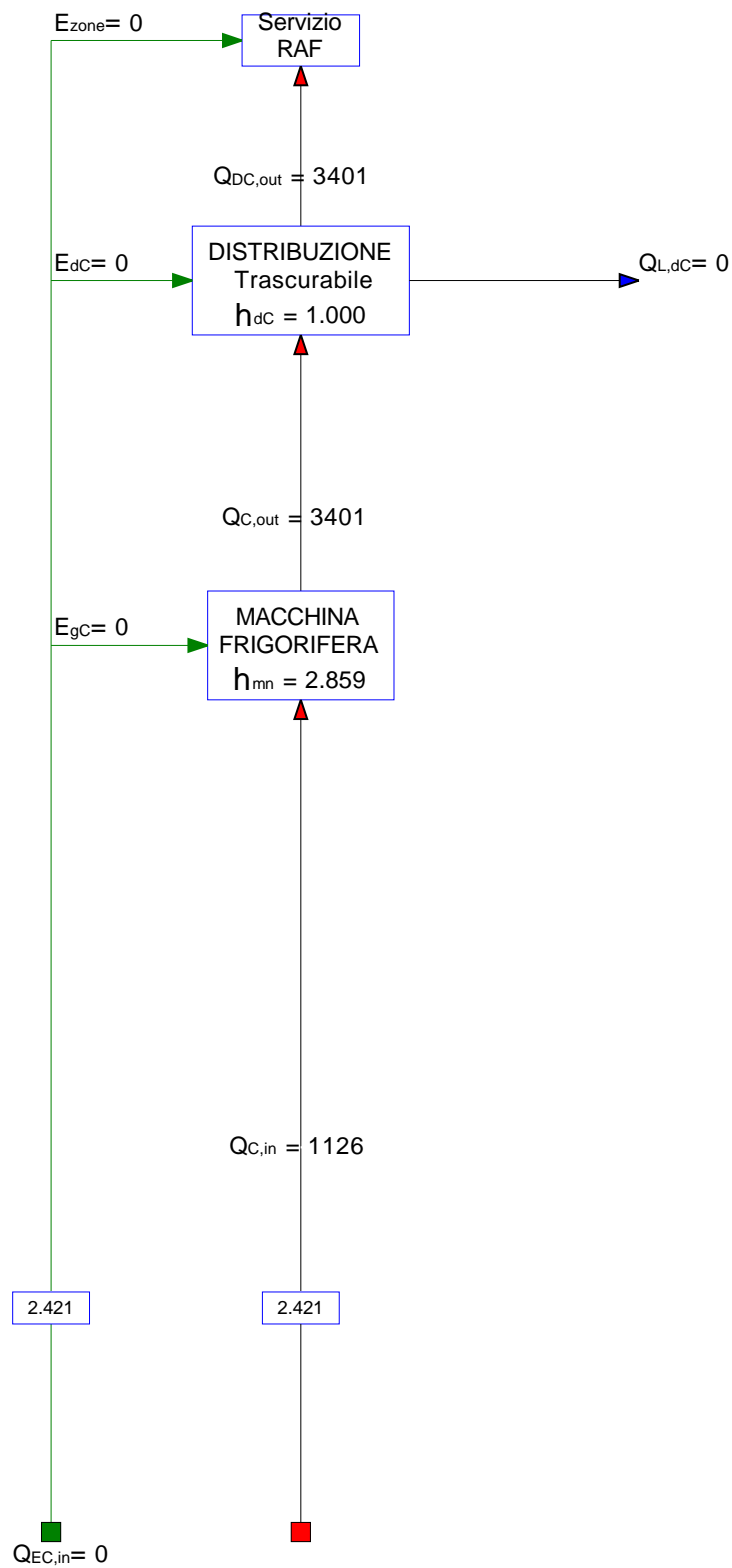 Ezone= 0
Servizio
RAF
QDC,out = 3401
DISTRIBUZIONE
Trascurabile
hdC = 1.000
EdC= 0
QL,dC= 0
QC,out = 3401
MACCHINA
FRIGORIFERA
hmn = 2.859
EgC= 0
QC,in = 1126
2.421
2.421
QEC,in= 0